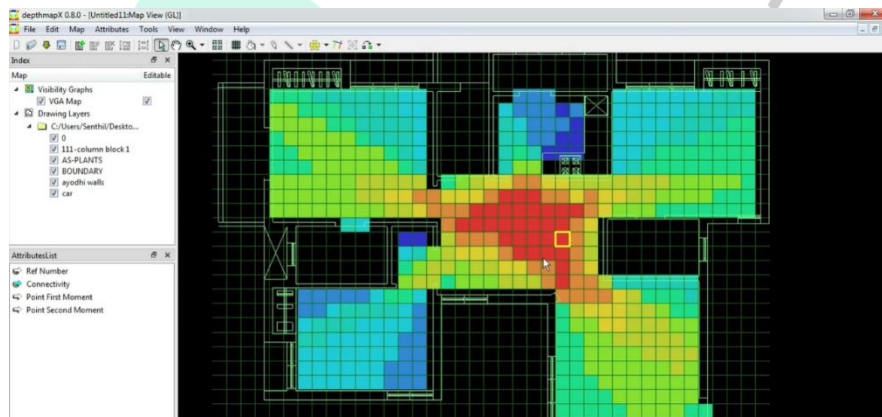 depthmapX 0.8.0 - [Untitled11:Map View (GL)]
File Edit Map Attributes Tools View Window Help
Index
Map Editable
Visibility Graphs
VGA Map
Drawing Layers
C:/Users/Senthil/Deskto...
0
111-column block 1
AS-PLANTS
BOUNDARY
ayodhi walls
car
AttributesList
Ref Number
Connectivity
Point First Moment
Point Second Moment